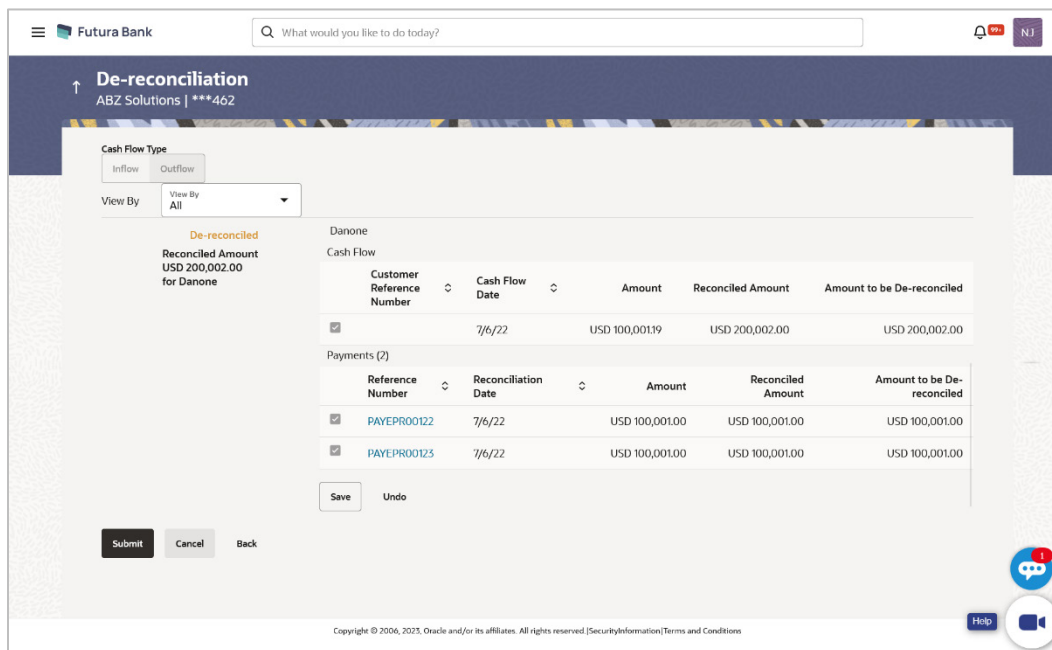 Futura Bank
What would you like to do today?
99+
NJ
De-reconciliation
ABZ Solutions | ***462
Cash Flow Type
Inflow Outflow
View By
View By
All
De-reconciled
Reconciled Amount
USD 200,002.00
for Danone
Danone
Cash Flow
Customer
Reference
Number
Cash Flow
Date
Amount
Reconciled Amount
Amount to be De-reconciled
7/6/22 USD 100,001.19 USD 200,002.00 USD 200,002.00
Payments (2)
Reference
Number
Reconciliation
Date
Amount
Reconciled
Amount
Amount to be De-
reconciled
PAYEPR00122 7/6/22 USD 100,001.00 USD 100,001.00 USD 100,001.00
PAYEPR00123 7/6/22 USD 100,001.00 USD 100,001.00 USD 100,001.00
Save Undo
Submit Cancel Back
1
Help
Copyright © 2006, 2023, Oracle and/or its affiliates. All rights reserved.|SecurityInformation|Terms and Conditions